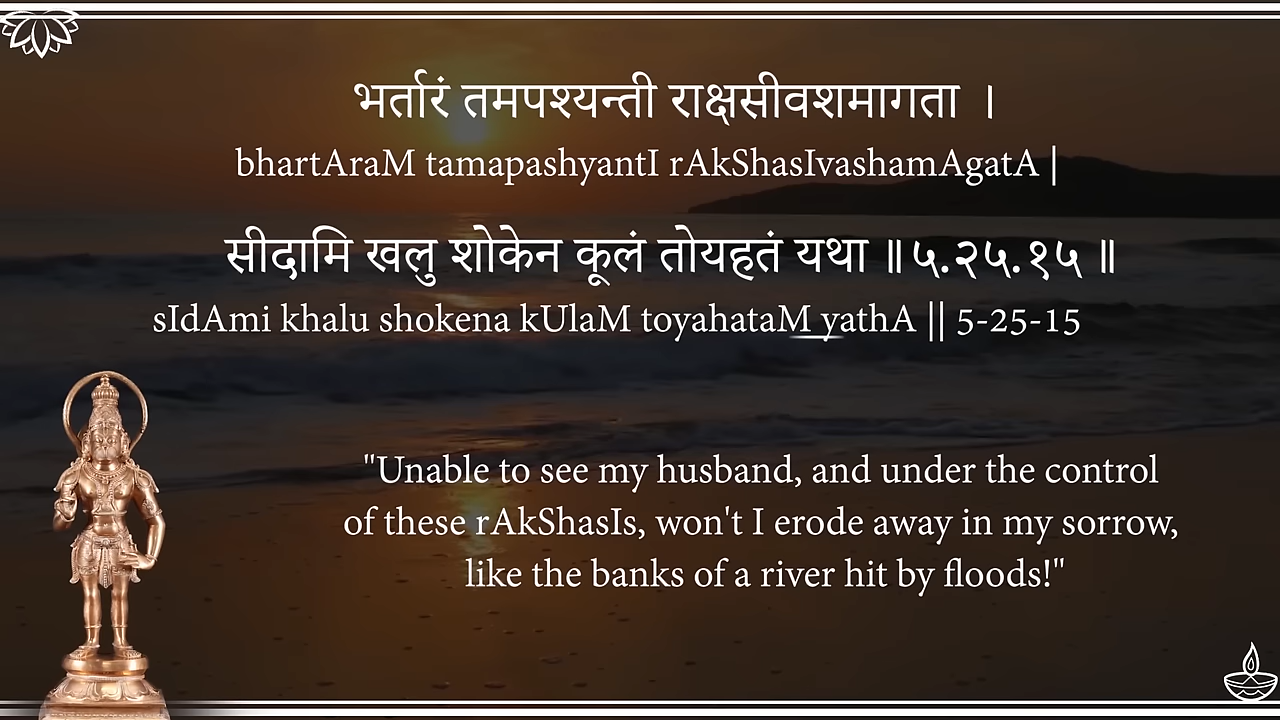 भर्तारं तमपश्यन्ती राक्षसीवशमागता ।
bhartAraM tamapashyantI rAkShasIvashamAgatA |
सीदामि खलु शोकेन कूलं तोयहतं यथा ॥५.२५.१५॥
sIdAmi khalu shokena kUlaM toyahataM yathA || 5-25-15
"Unable to see my husband, and under the control
of these rAkShasIs, won't I erode away in my sorrow,
like the banks of a river hit by floods!"